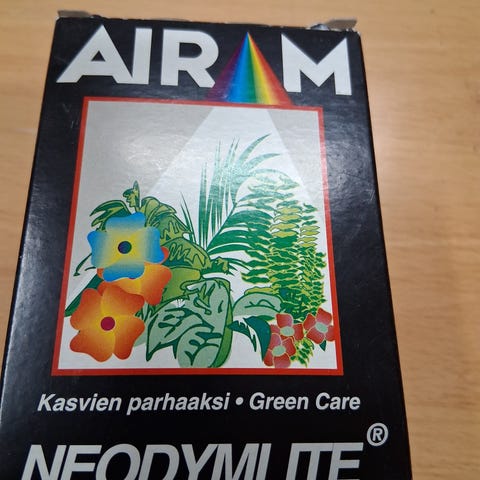 AIRAM
Kasvien parhaaksi • Green Care
NEODYMLITE®